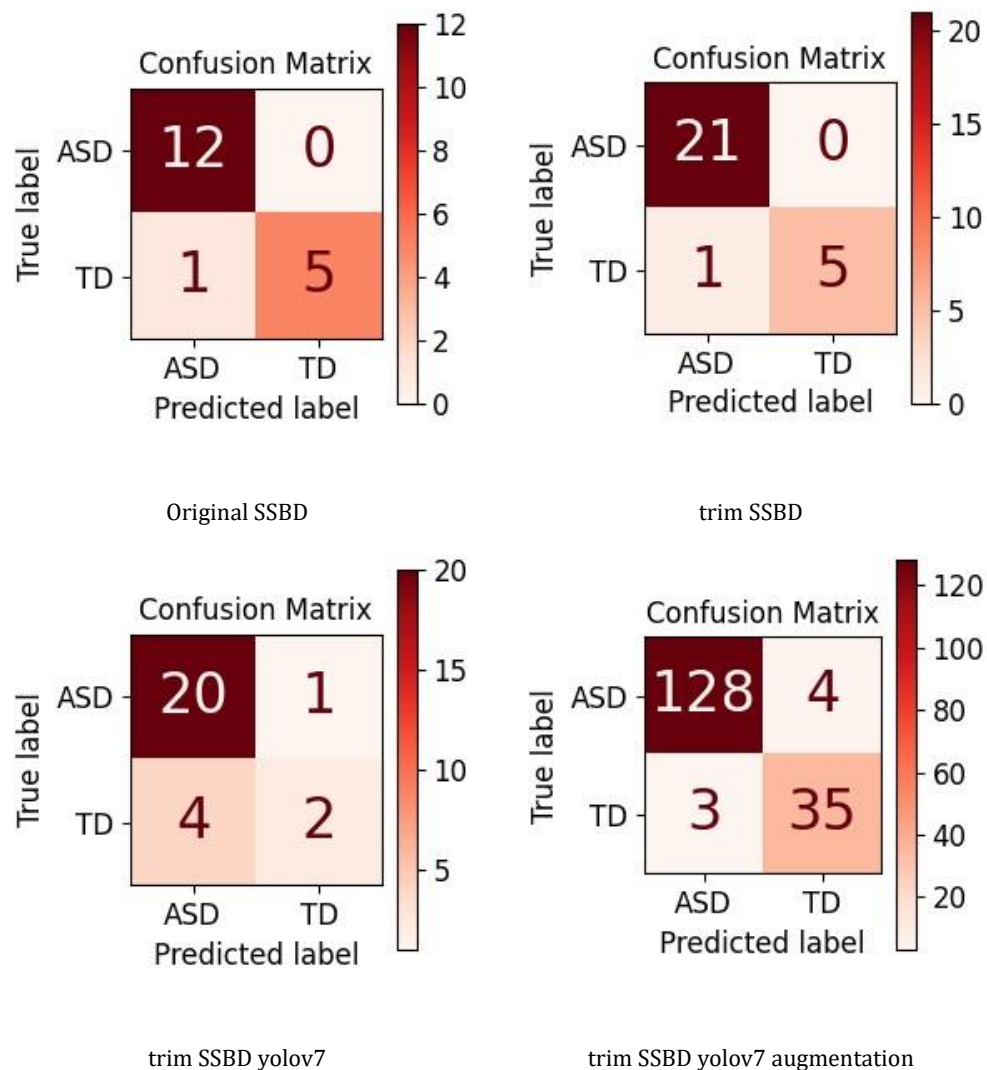 Confusion Matrix
True label
ASD
TD
12 0
1 5
ASD TD
Predicted label
12
10
8
6
4
2
0
Original SSBD
Confusion Matrix
True label
ASD
TD
21 0
1 5
ASD TD
Predicted label
20
15
10
5
0
trim SSBD
Confusion Matrix
True label
ASD
TD
20 1
4 2
ASD TD
Predicted label
20
15
10
5
trim SSBD yolov7
Confusion Matrix
True label
ASD
TD
128 4
3 35
ASD TD
Predicted label
120
100
80
60
40
20
trim SSBD yolov7 augmentation